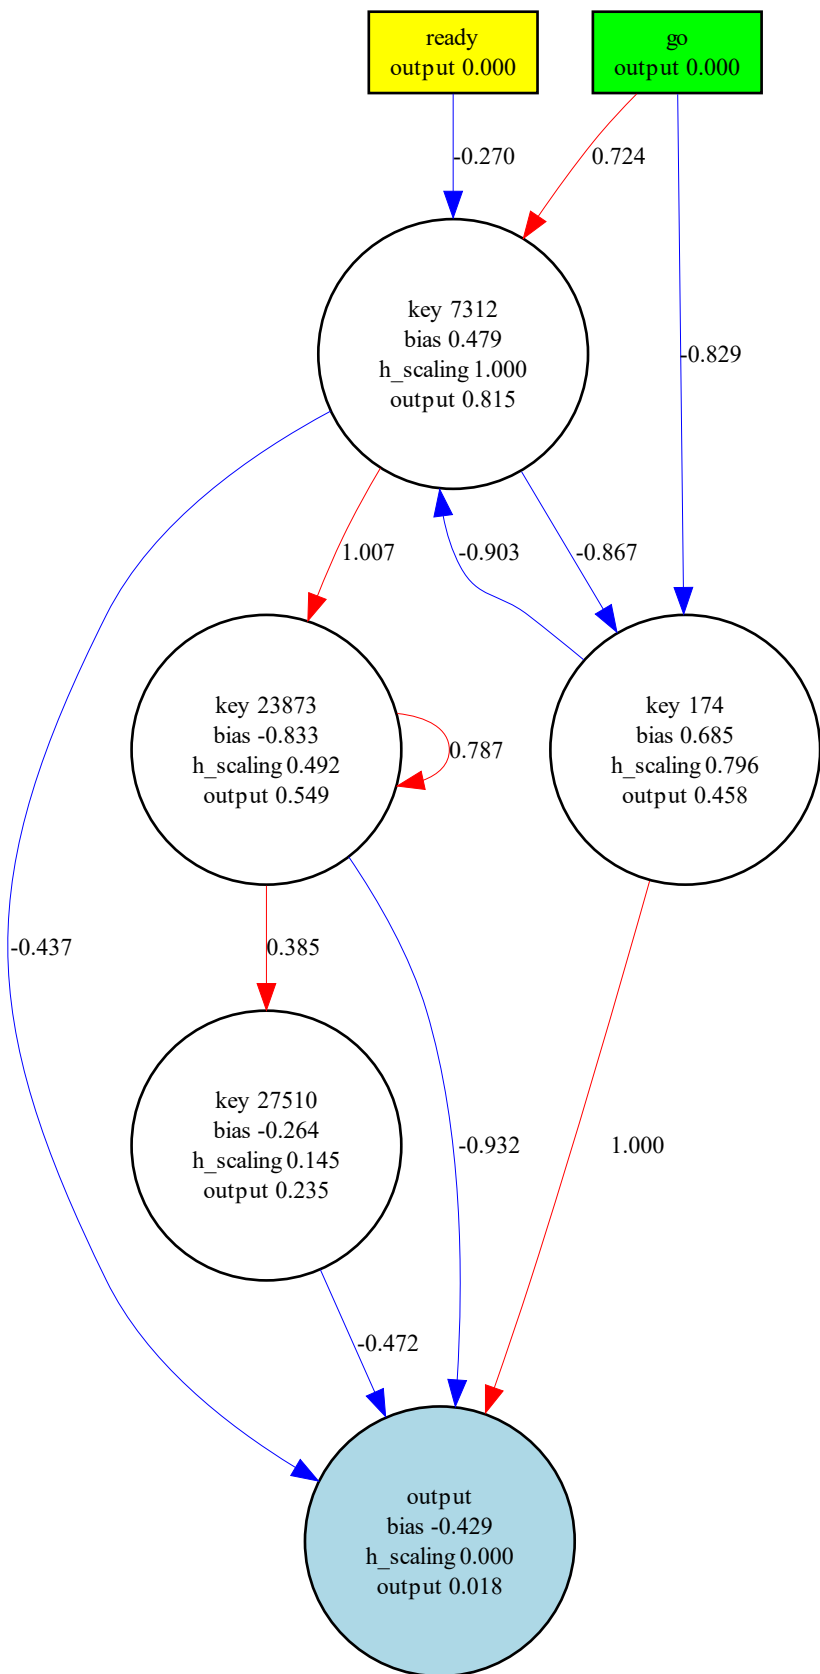 ready
output 0.000
go
output 0.000
-0.270
0.724
key 7312
bias 0.479
h_scaling 1.000
output 0.815
-0.829
1.007
-0.903
-0.867
key 23873
bias -0.833
h_scaling 0.492
output 0.549
0.787
key 174
bias 0.685
h_scaling 0.796
output 0.458
-0.437
0.385
key 27510
bias -0.264
h_scaling 0.145
output 0.235
-0.932
1.000
-0.472
output
bias -0.429
h_scaling 0.000
output 0.018